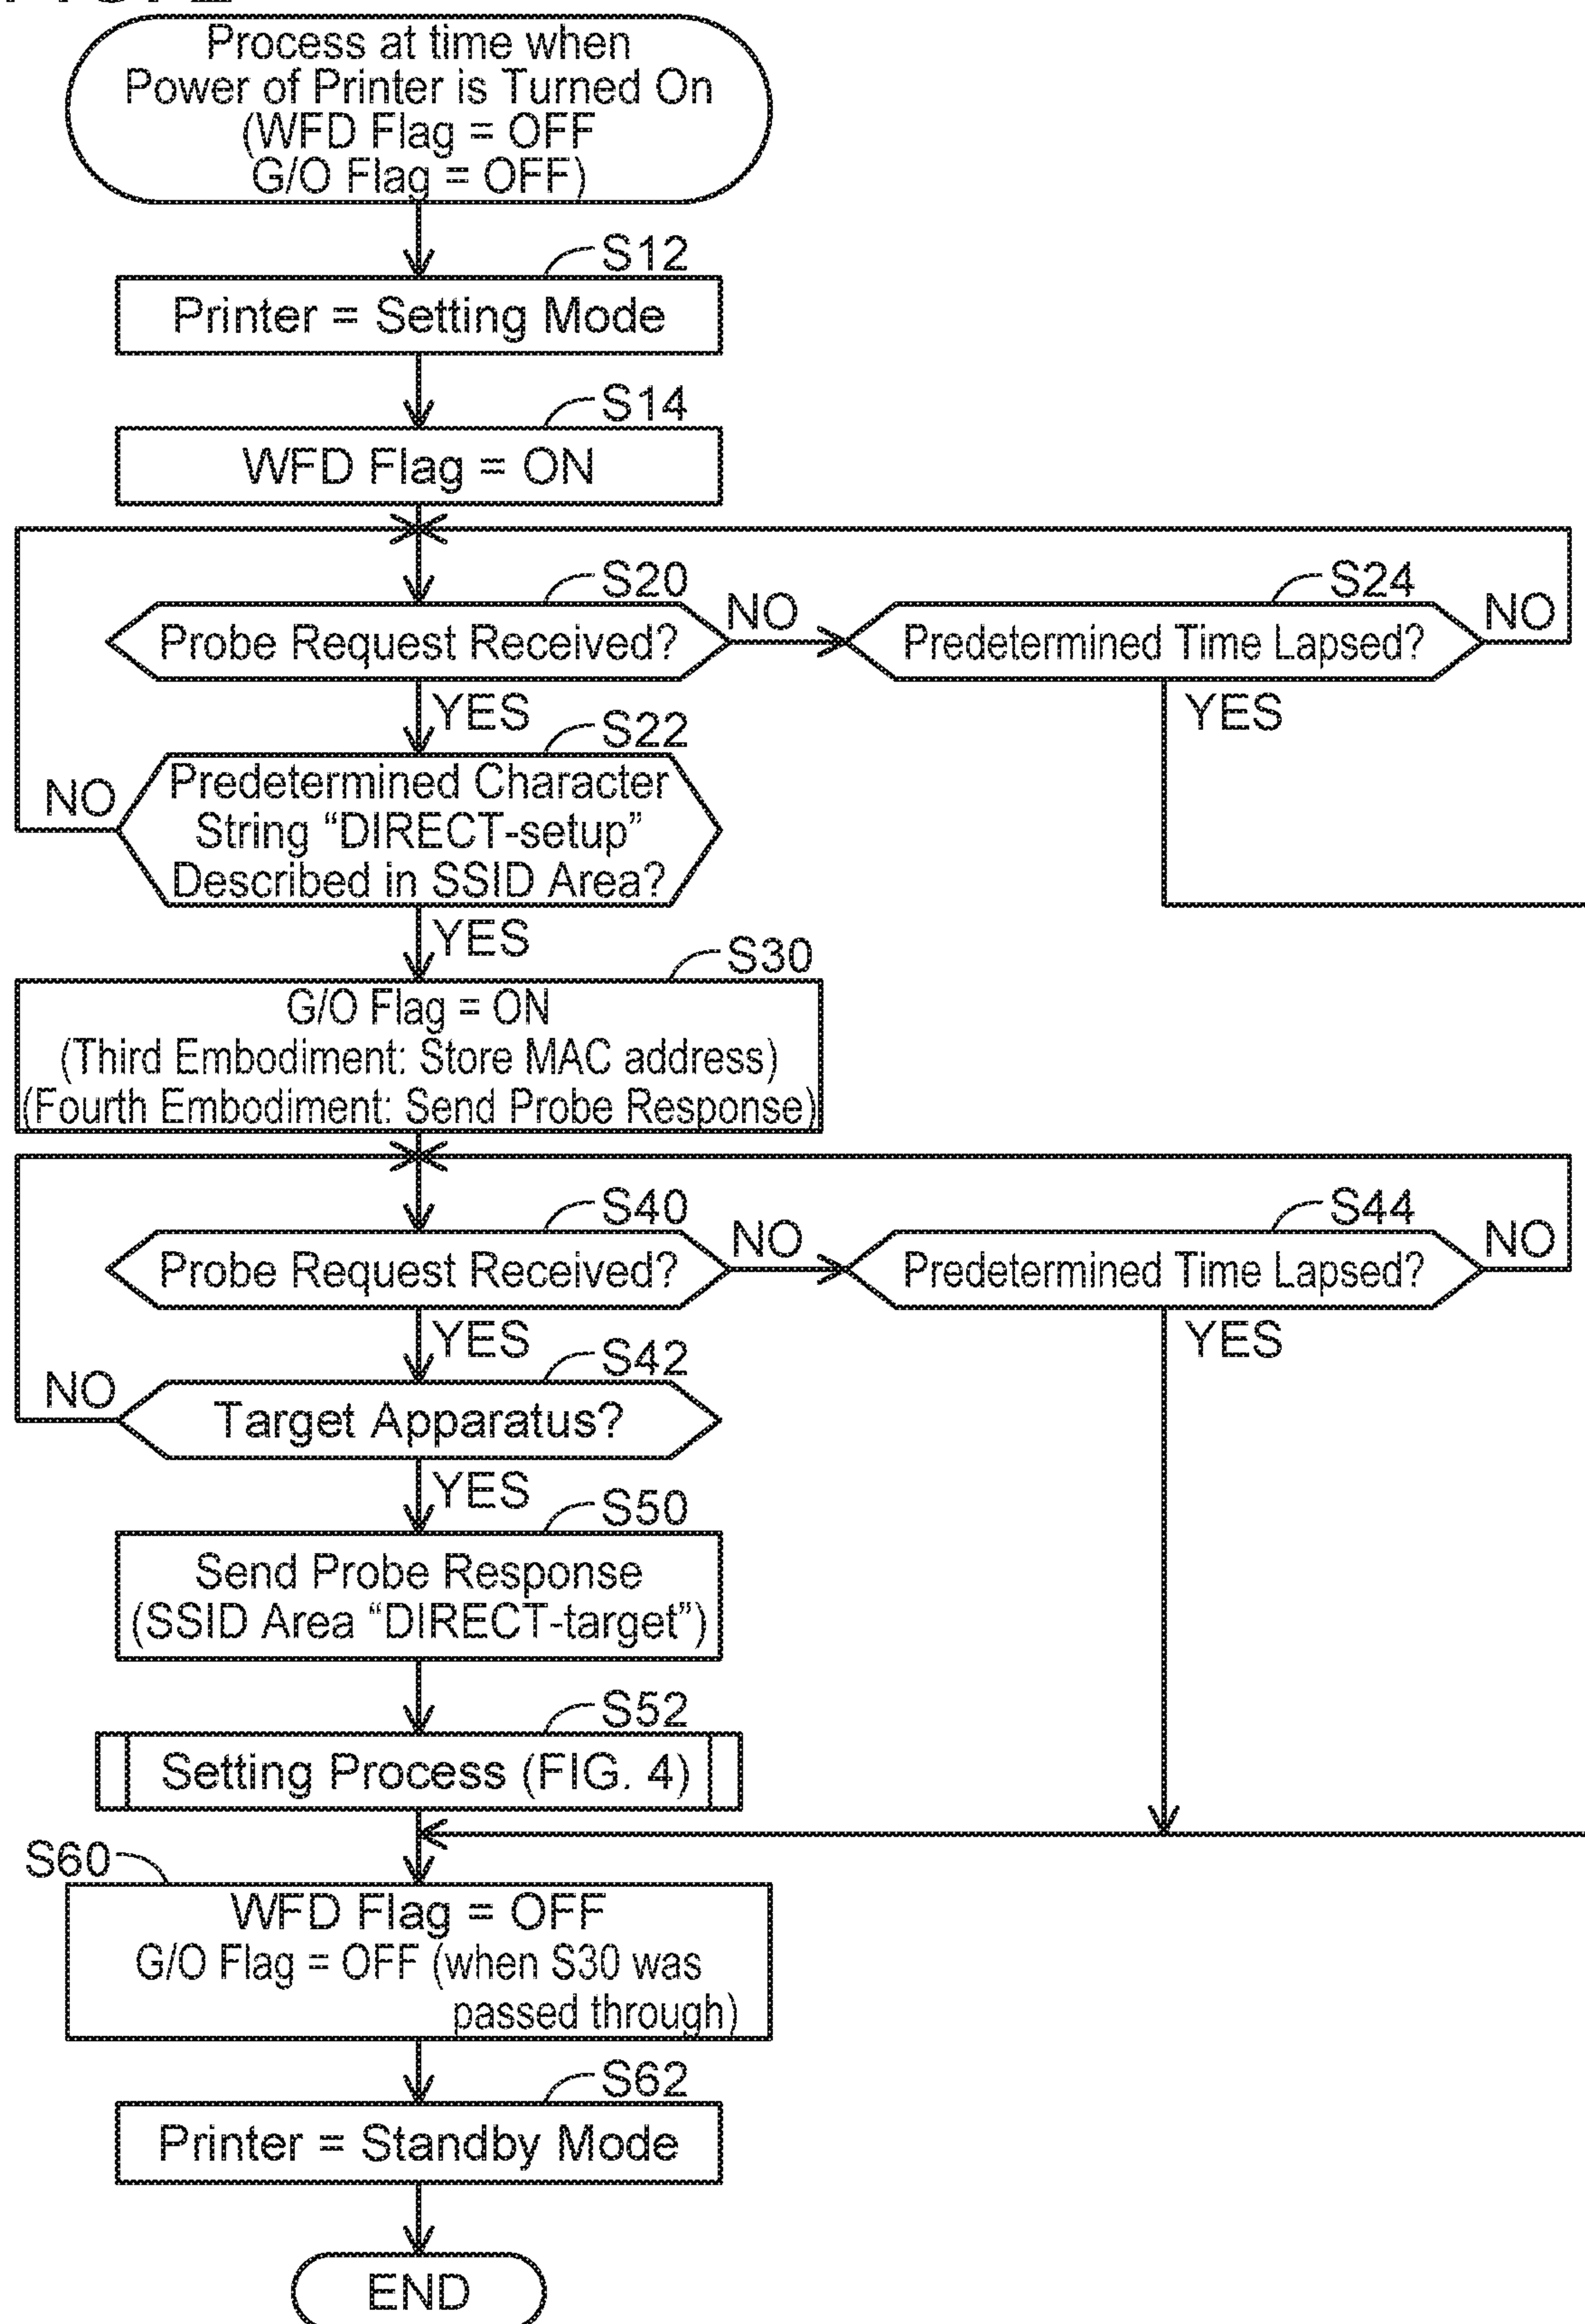 Process at time when
Power of Printer is Turned On
(WFD Flag = OFF
G/O Flag = OFF)
S12
Printer = Setting Mode
S14
WFD Flag = ON
S20
Probe Request Received?
NO
S24
Predetermined Time Lapsed?
NO
YES
YES
S22
Predetermined Character
String “DIRECT-setup”
Described in SSID Area?
NO
YES
S30
G/O Flag = ON
(Third Embodiment: Store MAC address)
(Fourth Embodiment: Send Probe Response)
S40
Probe Request Received?
NO
S44
Predetermined Time Lapsed?
NO
YES
YES
S42
Target Apparatus?
NO
YES
S50
Send Probe Response
(SSID Area “DIRECT-target”)
S52
Setting Process (FIG. 4)
S60
WFD Flag = OFF
G/O Flag = OFF (when S30 was
passed through)
S62
Printer = Standby Mode
END